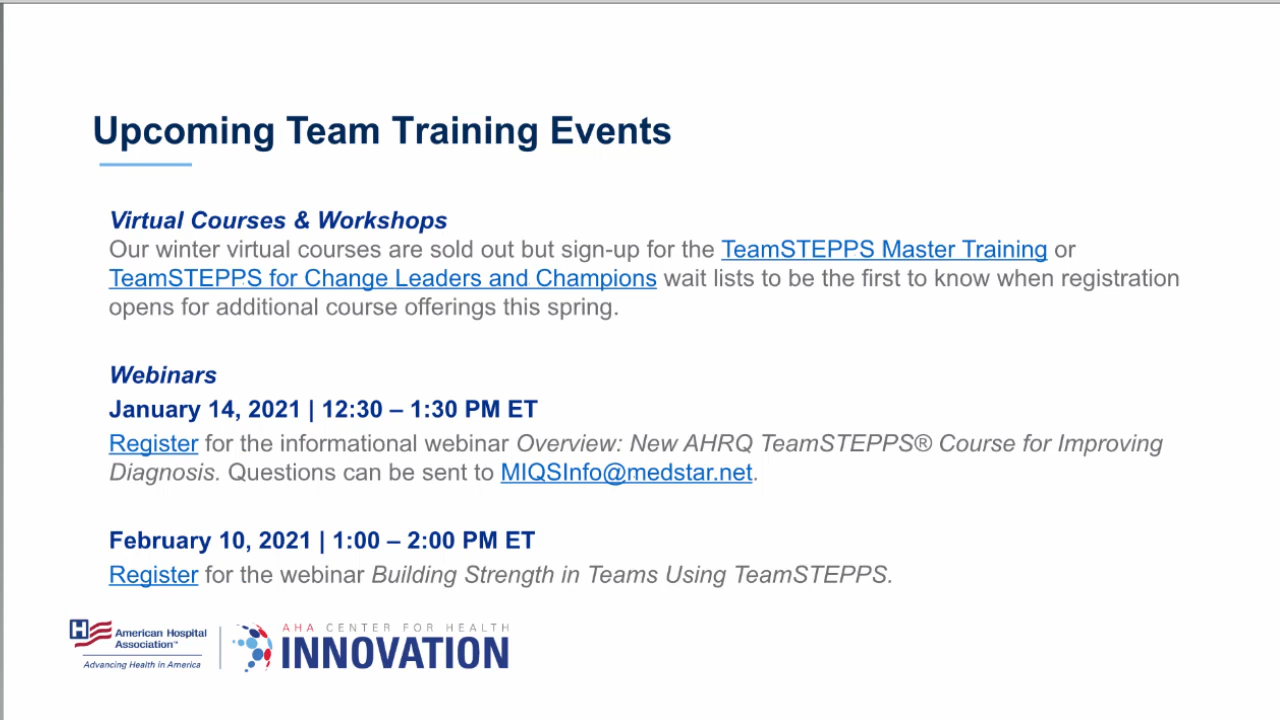 Upcoming Team Training Events
Virtual Courses & Workshops
Our winter virtual courses are sold out but sign-up for the TeamSTEPPS Master Training or
TeamSTEPPS for Change Leaders and Champions wait lists to be the first to know when registration
opens for additional course offerings this spring.
Webinars
January 14, 2021 | 12:30 – 1:30 PM ET
Register for the informational webinar Overview: New AHRQ TeamSTEPPS® Course for Improving
Diagnosis. Questions can be sent to MIQSInfo@medstar.net.
February 10, 2021 | 1:00 – 2:00 PM ET
Register for the webinar Building Strength in Teams Using TeamSTEPPS.
H American Hospital
Association™
Advancing Health in America
AHA CENTER FOR HEALTH
INNOVATION